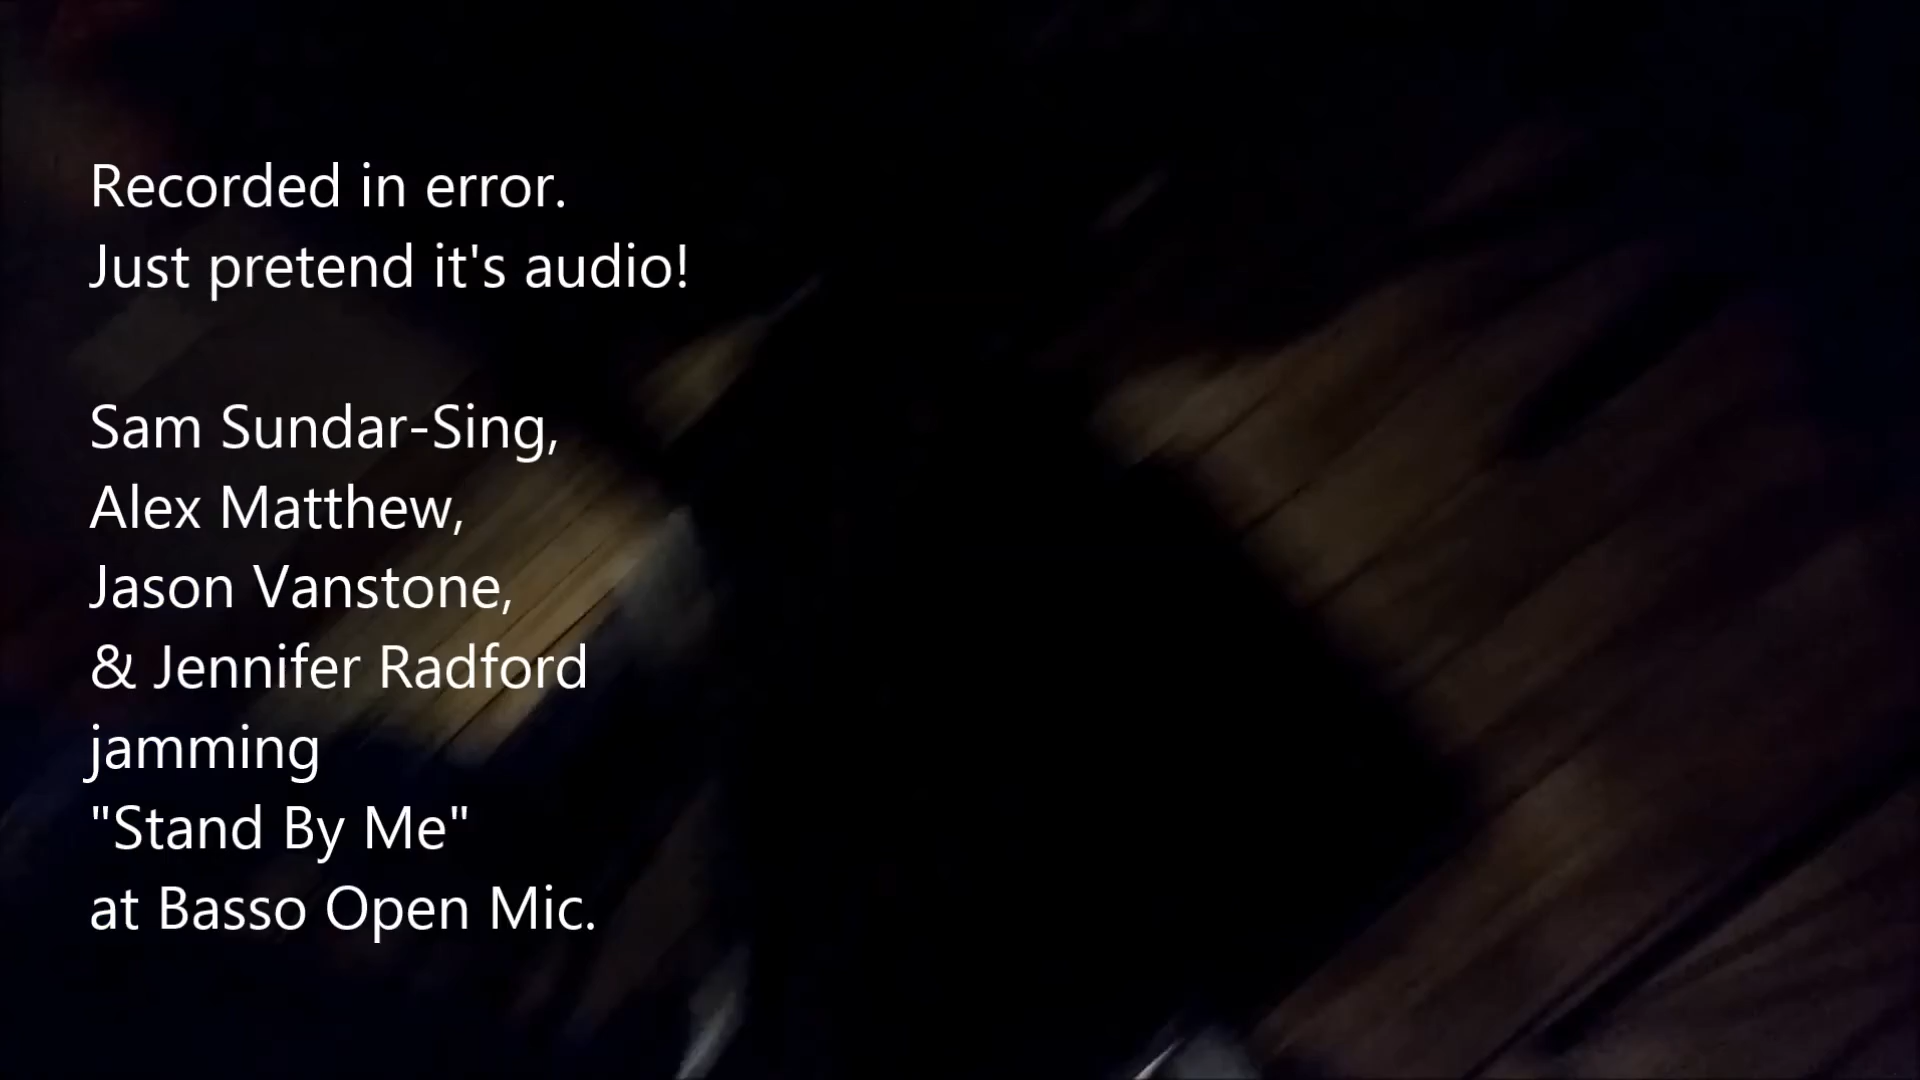 Recorded in error.
Just pretend it's audio!
Sam Sundar-Sing,
Alex Matthew,
Jason Vanstone,
& Jennifer Radford
jamming
"Stand By Me"
at Basso Open Mic.